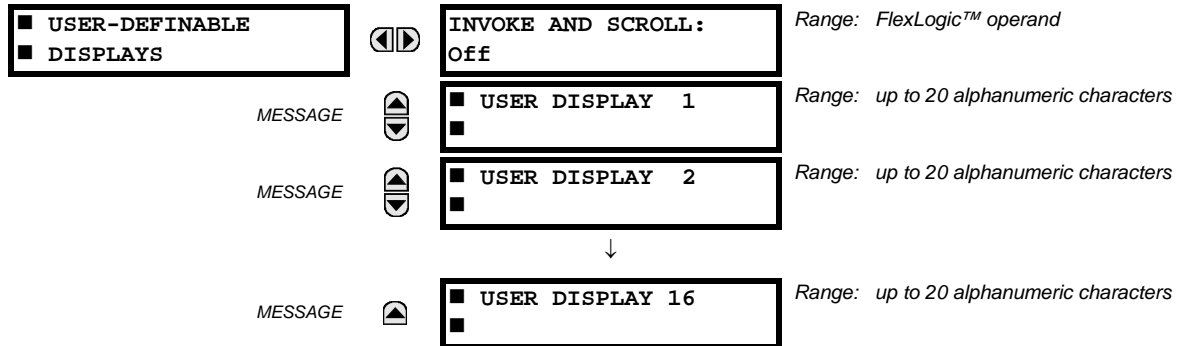 ■ USER-DEFINABLE
■ DISPLAYS
INVOKE AND SCROLL:
Off
Range: FlexLogic™ operand
MESSAGE
■ USER DISPLAY 1
■
Range: up to 20 alphanumeric characters
MESSAGE
■ USER DISPLAY 2
■
Range: up to 20 alphanumeric characters
↓
MESSAGE
■ USER DISPLAY 16
■
Range: up to 20 alphanumeric characters